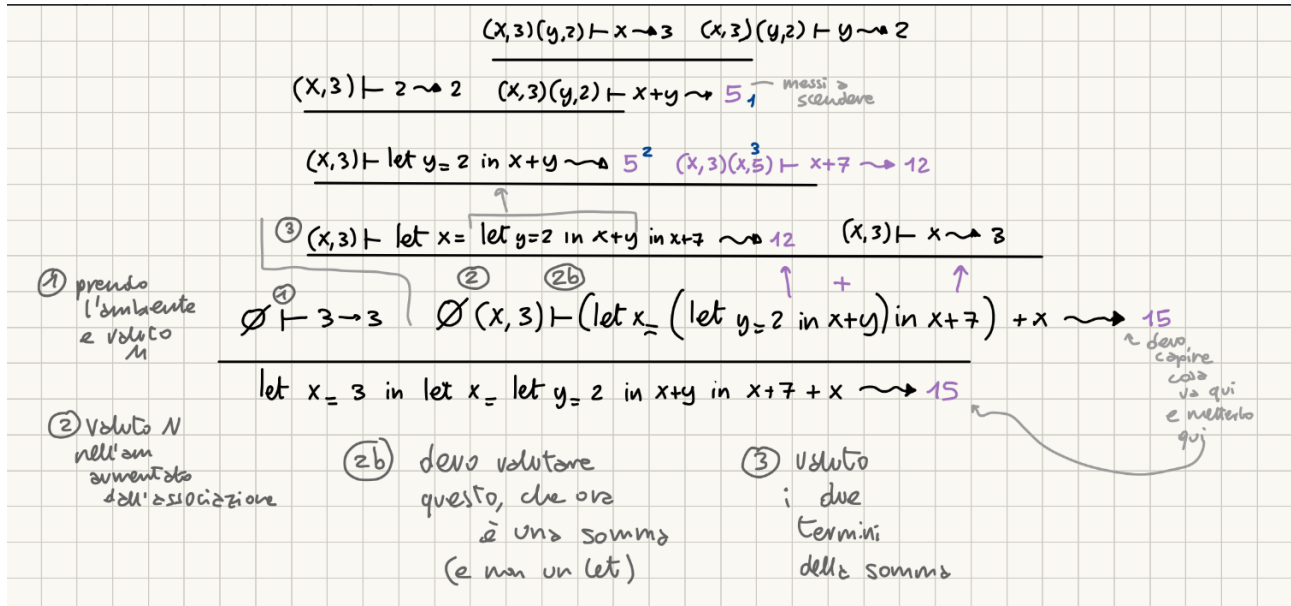 (x,3)(y,2) ⊢ x ⇝ 3 (x,3)(y,2) ⊢ y ⇝ 2
(x,3) ⊢ 2 ⇝ 2 (x,3)(y,2) ⊢ x+y ⇝ 5 1 messi a
scendere
(x,3) ⊢ let y = 2 in x+y ⇝ 5 2 (x,3)(x,5) 3 ⊢ x+7 ⇝ 12
3 (x,3) ⊢ let x = let y=2 in x+y in x+7 ⇝ 12 (x,3) ⊢ x ⇝ 3
1 prendo
l'ambiente
e valuto
M
2 2b +
1
∅ ⊢ 3 → 3 ∅ (x,3) ⊢ (let x = (let y=2 in x+y) in x+7) + x ⇝ 15
devo
capire
cosa
va qui
e metterlo
qui
let x = 3 in let x = let y = 2 in x+y in x+7 + x ⇝ 15
2 valuto N
nell'am
aumentato
dall'associazione
2b devo valutare
questo, che ora
è una somma
(e non un let)
3 valuto
i due
termini
della somma